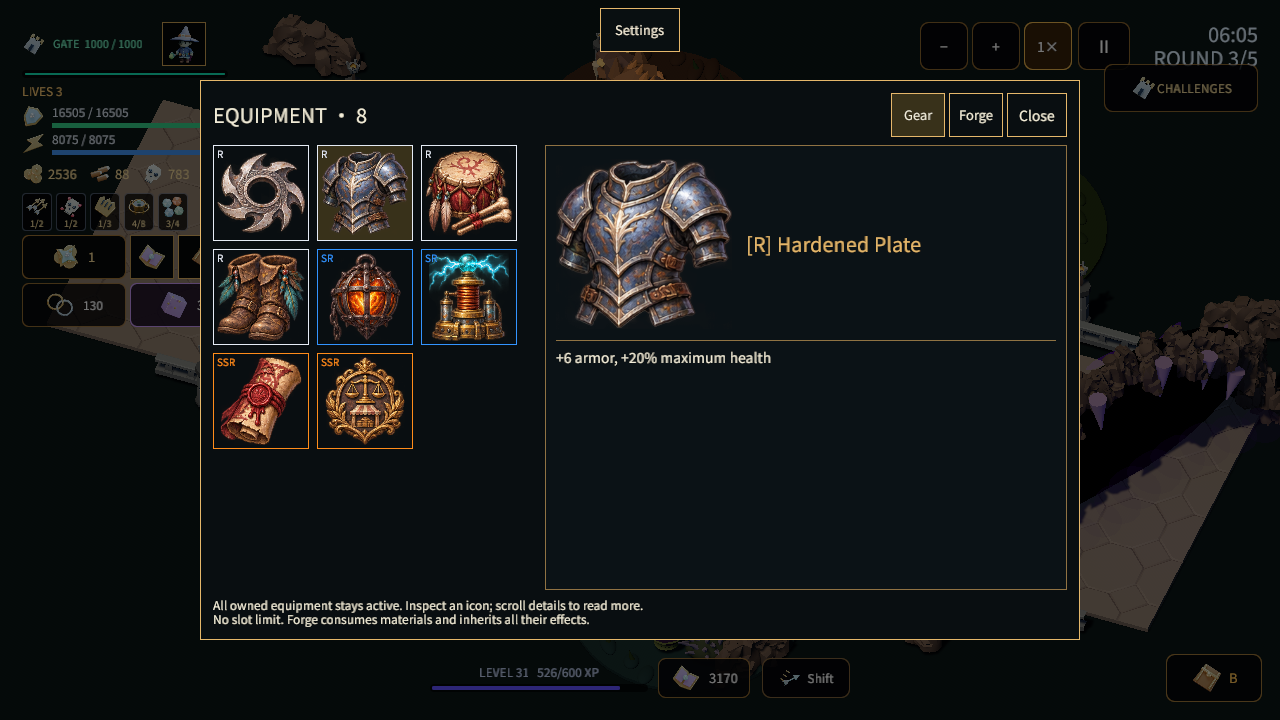 Settings
GATE 1000 / 1000
− + 1× II
06:05
ROUND 3/5
CHALLENGES
LIVES 3
16505 / 16505
8075 / 8075
2536 88 783
1/2 1/2 1/3 4/8 3/4
1
130
EQUIPMENT • 8
Gear Forge Close
R R R
R SR SR
SSR SSR
[R] Hardened Plate
+6 armor, +20% maximum health
All owned equipment stays active. Inspect an icon; scroll details to read more.
No slot limit. Forge consumes materials and inherits all their effects.
LEVEL 31 526/600 XP
3170
Shift
B